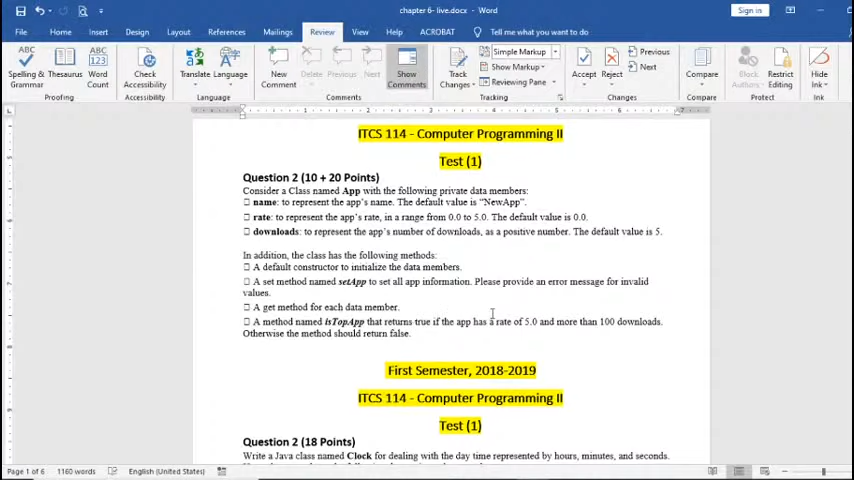 chapter 6- live.docx - Word
Sign in
File Home Insert Draw Design Layout References Mailings Review View Help ACROBAT Tell me what you want to do
ABC Spelling & Grammar
Thesaurus
ABC 123 Word Count
Check Accessibility
Translate
Language
New Comment
Delete
Previous
Next
Show Comments
Track Changes
Simple Markup
Show Markup
Reviewing Pane
Accept
Reject
Previous
Next
Compare
Block Authors
Restrict Editing
Hide Ink
Proofing Accessibility Language Comments Tracking Changes Compare Protect Ink
ITCS 114 - Computer Programming II
Test (1)
Question 2 (10 + 20 Points)
Consider a Class named App with the following private data members:
□ name: to represent the app's name. The default value is “NewApp”.
□ rate: to represent the app's rate, in a range from 0.0 to 5.0. The default value is 0.0.
□ downloads: to represent the app's number of downloads, as a positive number. The default value is 5.
In addition, the class has the following methods:
□ A default constructor to initialize the data members.
□ A set method named setApp to set all app information. Please provide an error message for invalid
values.
□ A get method for each data member.
□ A method named isTopApp that returns true if the app has a rate of 5.0 and more than 100 downloads.
Otherwise the method should return false.
First Semester, 2018-2019
ITCS 114 - Computer Programming II
Test (1)
Question 2 (18 Points)
Write a Java class named Clock for dealing with the day time represented by hours, minutes, and seconds.
Page 1 of 6 1160 words English (United States)